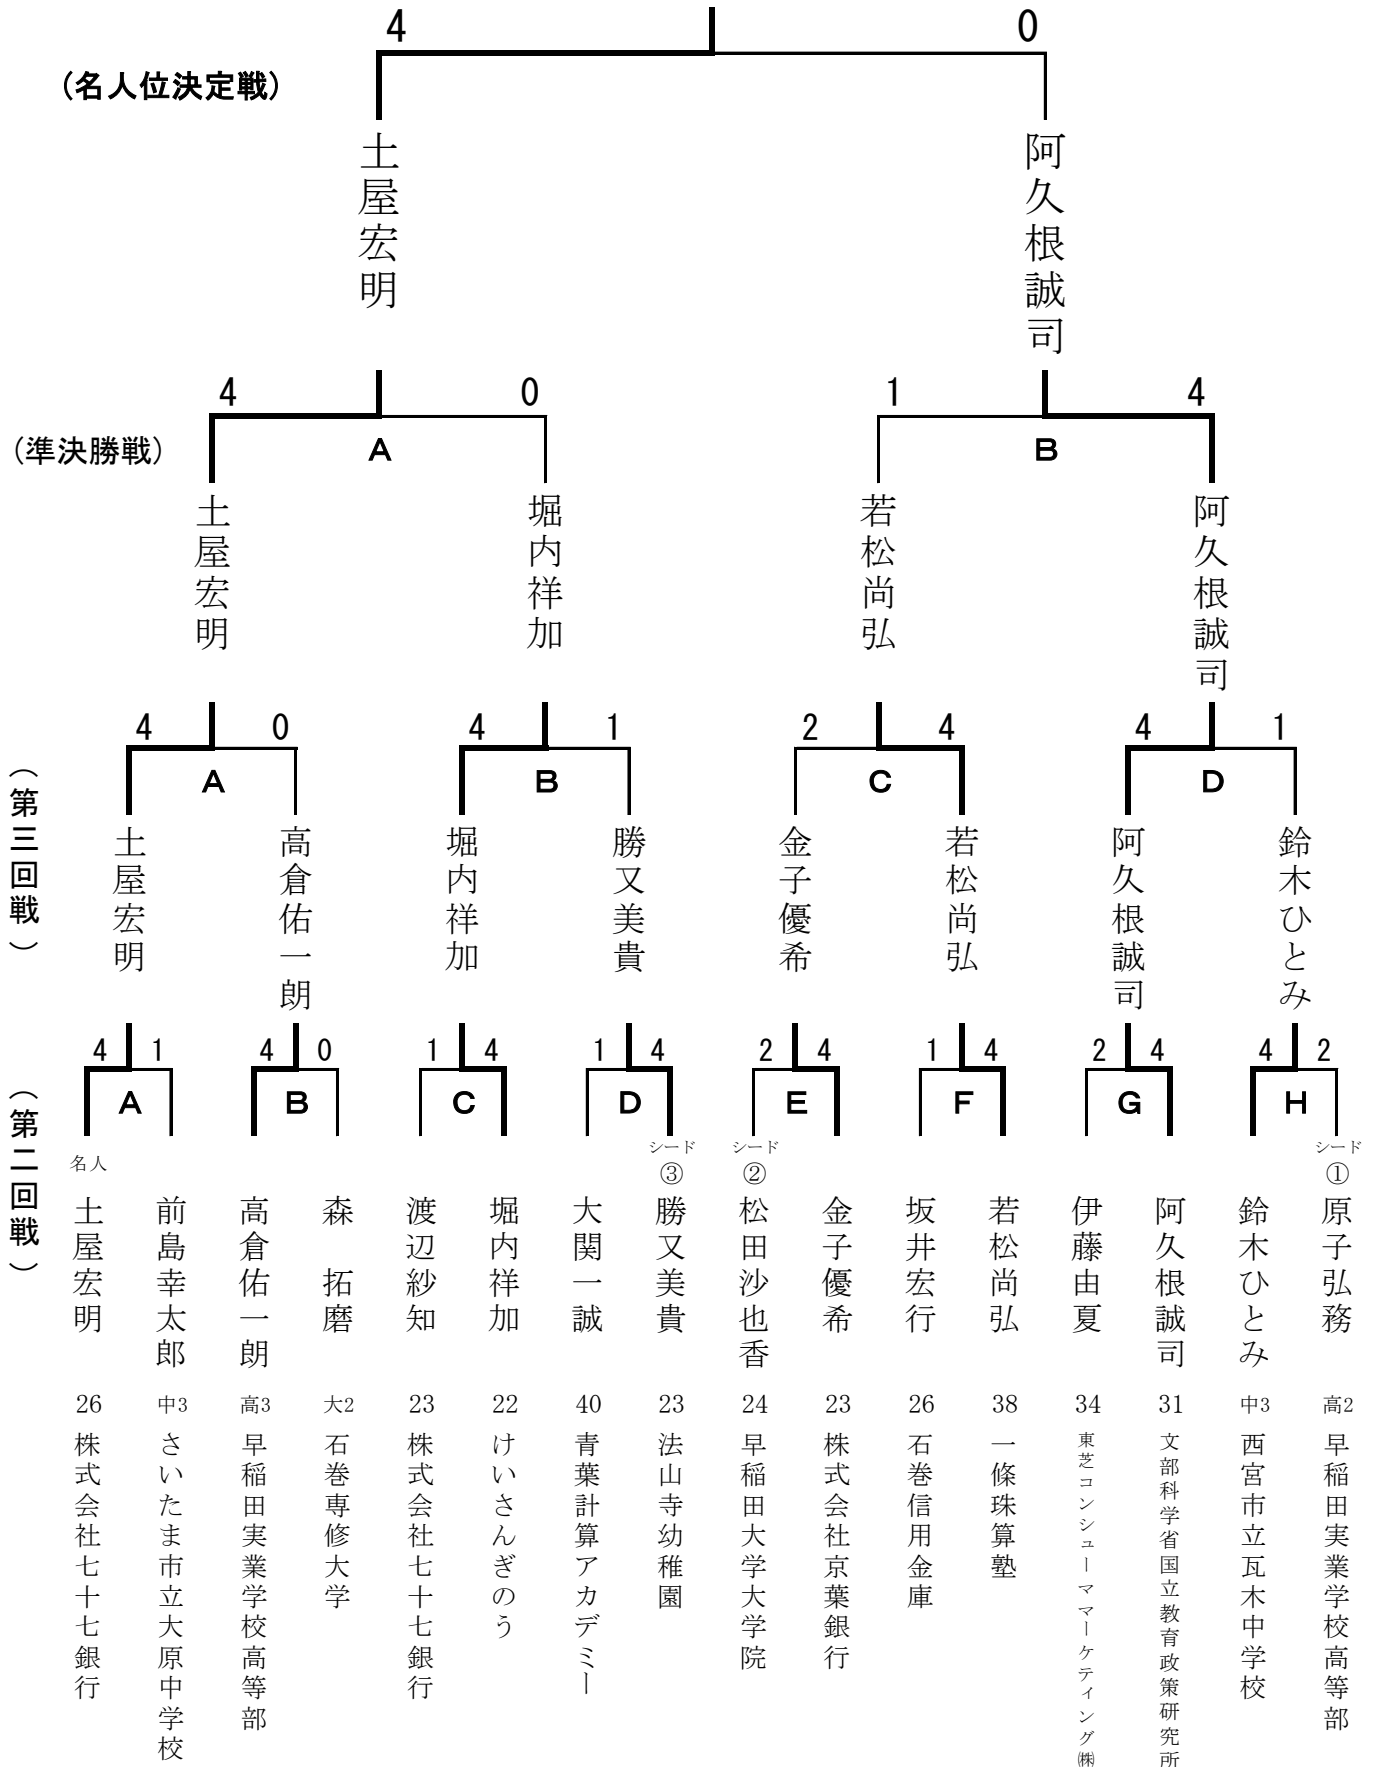 4 0
(名人位決定戦)
土屋宏明
阿久根誠司
4 0 1 4
(準決勝戦)
A B
土屋宏明
堀内祥加
若松尚弘
阿久根誠司
4 0 4 1 2 4 4 1
(第三回戦)
A B C D
土屋宏明
高倉佑一朗
堀内祥加
勝又美貴
金子優希
若松尚弘
阿久根誠司
鈴木ひとみ
4 1 4 0 1 4 1 4 2 4 1 4 2 4 4 2
(第二回戦)
A B C D E F G H
名人
土屋宏明
26
株式会社七十七銀行
前島幸太郎
中3
さいたま市立大原中学校
高倉佑一朗
高3
早稲田実業学校高等部
森 拓磨
大2
石巻専修大学
渡辺紗知
23
株式会社七十七銀行
堀内祥加
22
けいさんぎのう
大関一誠
40
青葉計算アカデミー
シード
③
勝又美貴
23
法山寺幼稚園
シード
②
松田沙也香
24
早稲田大学大学院
金子優希
23
株式会社京葉銀行
坂井宏行
26
石巻信用金庫
若松尚弘
38
一條珠算塾
伊藤由夏
34
東芝コンシューママーケティング㈱
阿久根誠司
31
文部科学省国立教育政策研究所
鈴木ひとみ
中3
西宮市立瓦木中学校
シード
①
原子弘務
高2
早稲田実業学校高等部